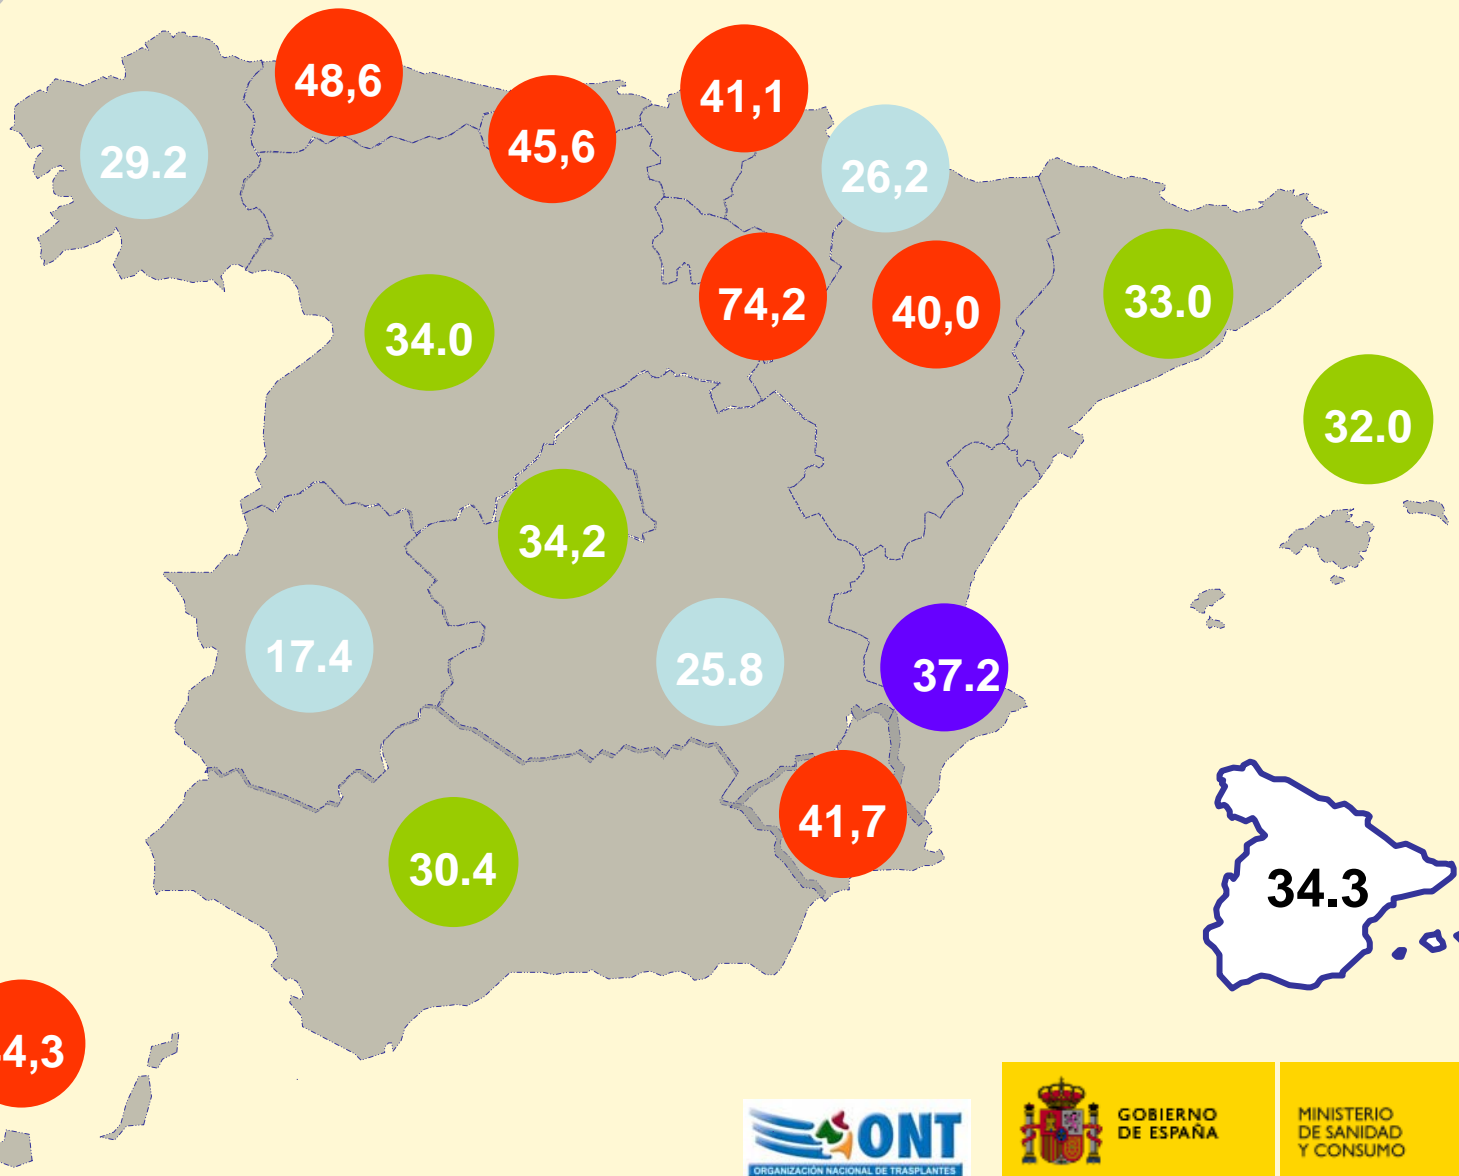 48,6
41,1
45,6
29.2
26,2
74,2
40,0
33.0
34.0
32.0
34,2
17.4
25.8
37.2
41,7
30.4
34.3
4,3
ONT
ORGANIZACIÓN NACIONAL DE TRASPLANTES
GOBIERNO
DE ESPAÑA
MINISTERIO
DE SANIDAD
Y CONSUMO